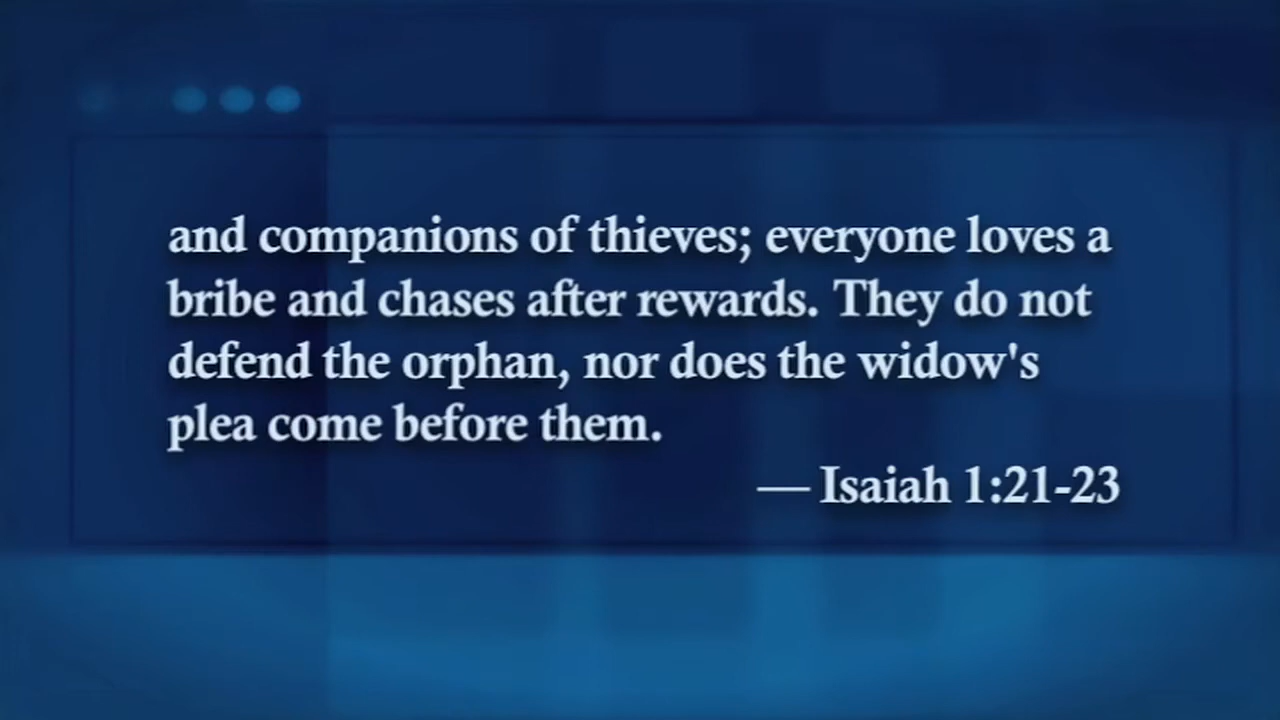 and companions of thieves; everyone loves a
bribe and chases after rewards. They do not
defend the orphan, nor does the widow's
plea come before them.
— Isaiah 1:21-23